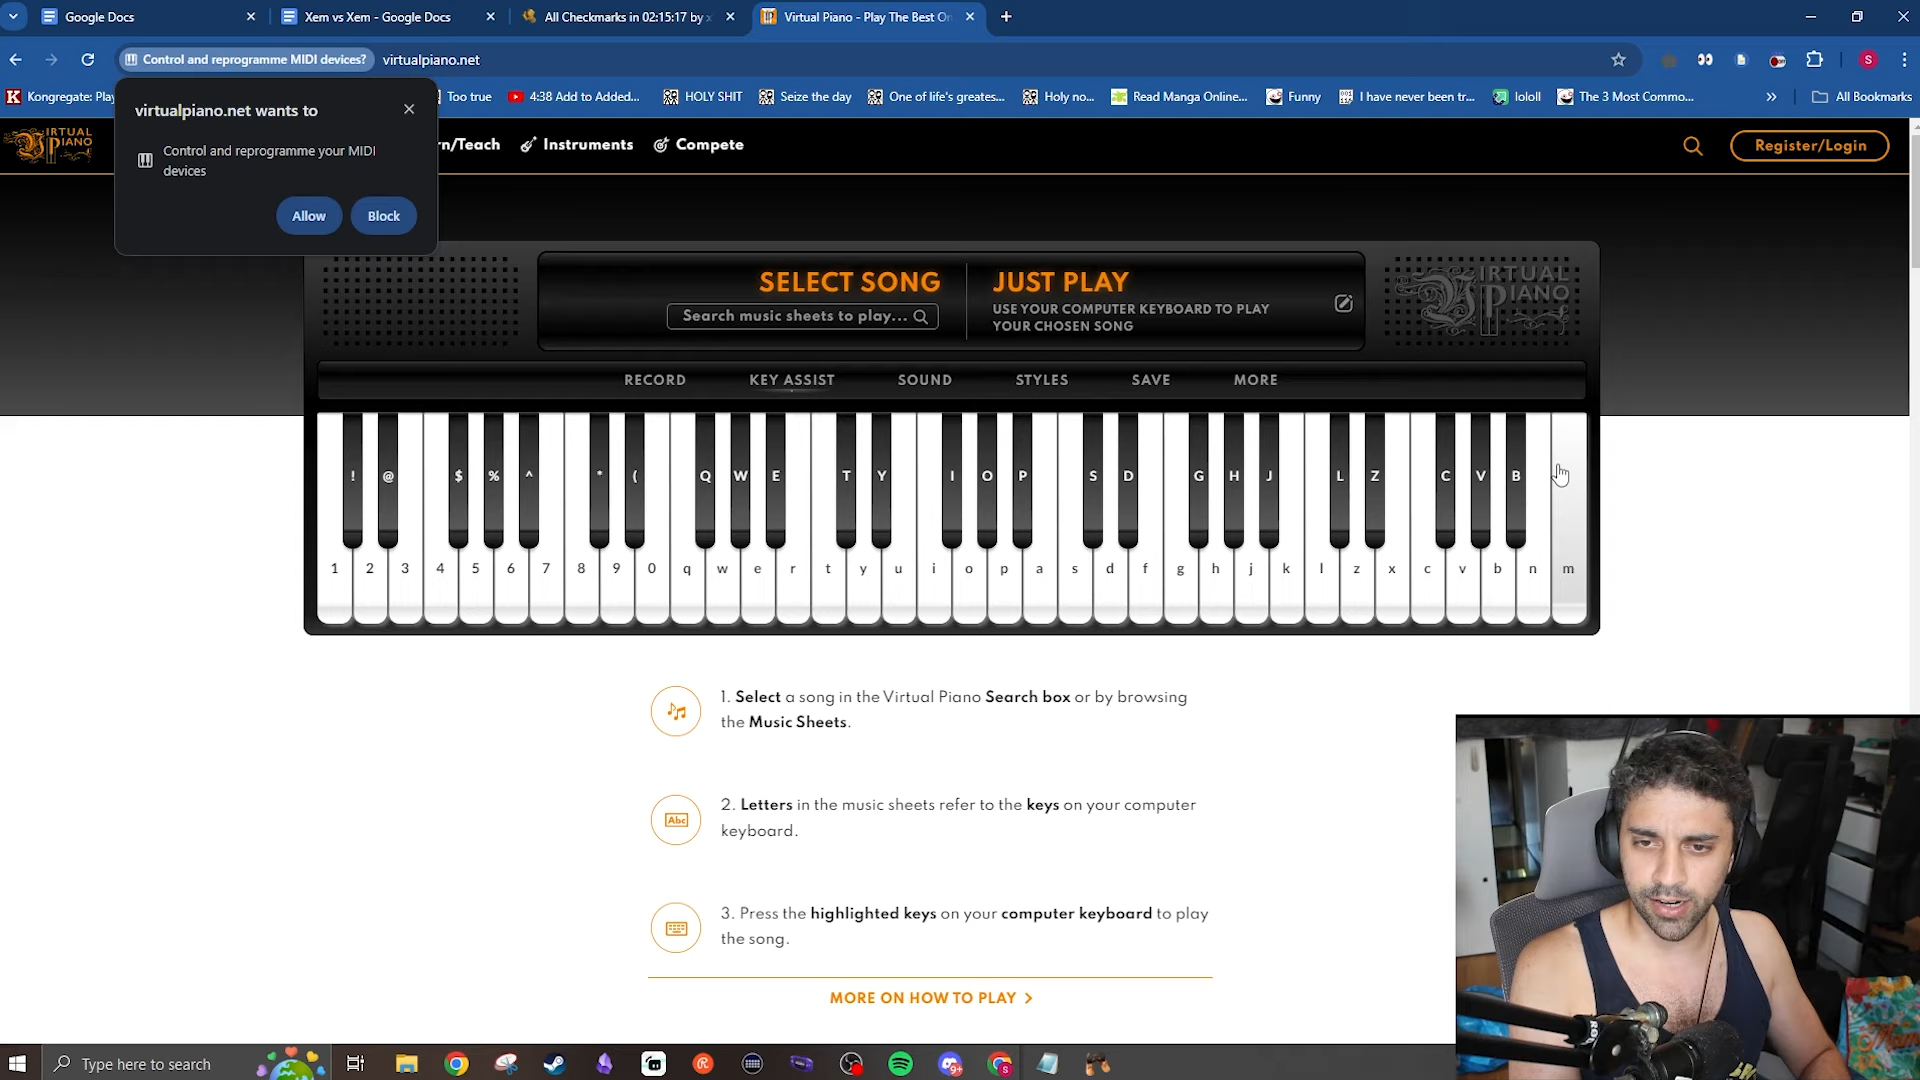 Google Docs
Xem vs Xem - Google Docs
All Checkmarks in 02:15:17 by x
Virtual Piano - Play The Best On
Control and reprogramme MIDI devices?
virtualpiano.net
S
Kongregate: Play
Too true
4:38 Add to Added...
HOLY SHIT
Seize the day
One of life's greates...
Holy no...
Read Manga Online...
Funny
I have never been tr...
lololl
The 3 Most Commo...
All Bookmarks
virtualpiano.net wants to
Control and reprogramme your MIDI
devices
Allow
Block
VIRTUAL
PIANO
rn/Teach
Instruments
Compete
Register/Login
SELECT SONG
Search music sheets to play...
JUST PLAY
USE YOUR COMPUTER KEYBOARD TO PLAY
YOUR CHOSEN SONG
VIRTUAL
PIANO
RECORD
KEY ASSIST
SOUND
STYLES
SAVE
MORE
! @ $ % ^ * ( Q W E T Y I O P S D G H J L Z C V B
1 2 3 4 5 6 7 8 9 0 q w e r t y u i o p a s d f g h j k l z x c v b n m
1. Select a song in the Virtual Piano Search box or by browsing
the Music Sheets.
Abc
2. Letters in the music sheets refer to the keys on your computer
keyboard.
3. Press the highlighted keys on your computer keyboard to play
the song.
MORE ON HOW TO PLAY >
Type here to search
9+